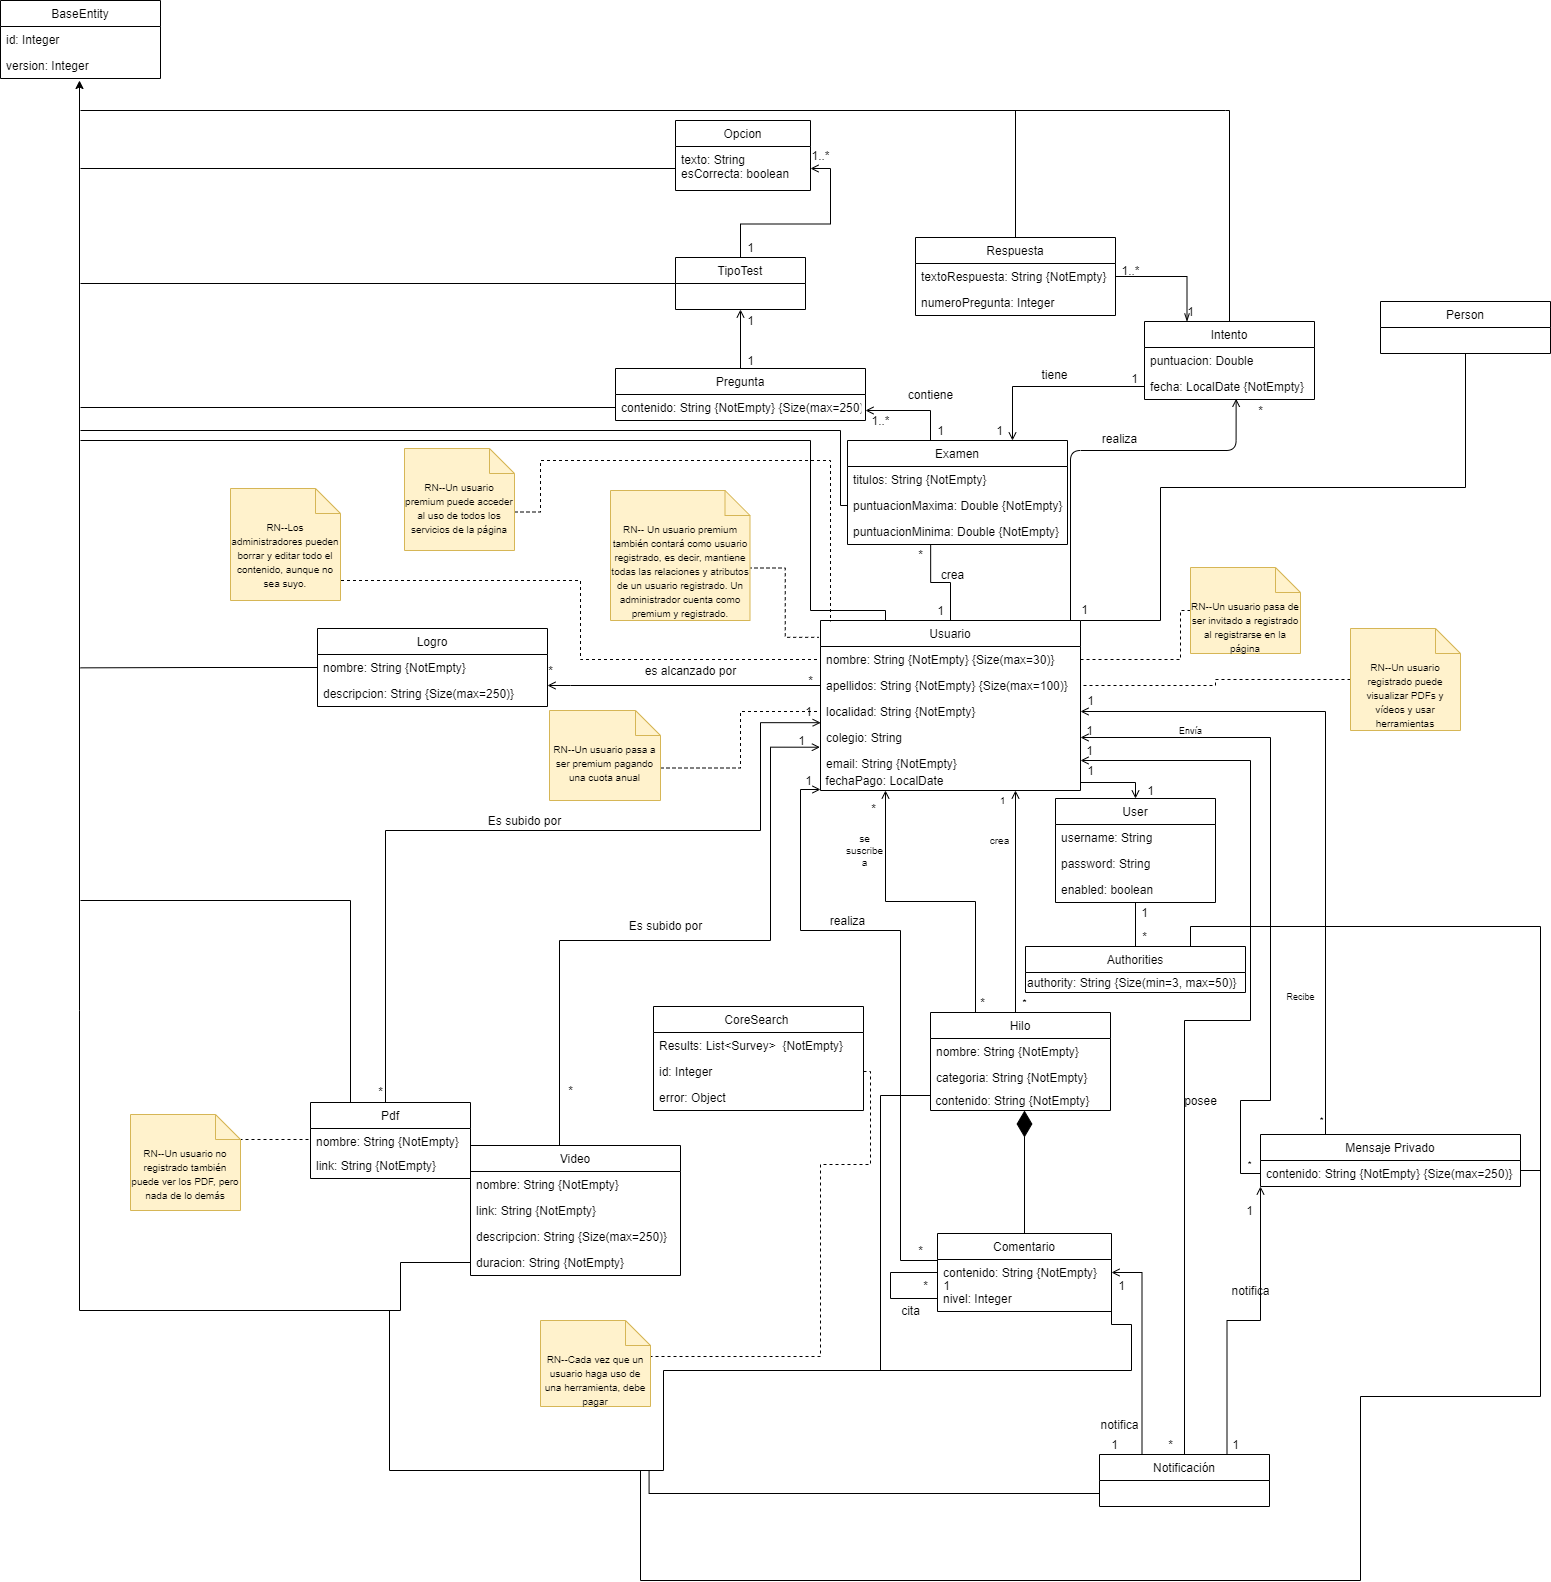 BaseEntity
id: Integer
version: Integer
Opcion
texto: String
esCorrecta: boolean
1..*
1
TipoTest
1
1
Respuesta
textoRespuesta: String {NotEmpty}
numeroPregunta: Integer
1..*
1
Intento
puntuacion: Double
fecha: LocalDate {NotEmpty}
Person
Pregunta
contenido: String {NotEmpty} {Size(max=250)
contiene
1..*
1
tiene
1
1
realiza
*
1
Examen
titulos: String {NotEmpty}
puntuacionMaxima: Double {NotEmpty}
puntuacionMinima: Double {NotEmpty}
*
crea
1
RN--Un usuario
premium puede acceder
al uso de todos los
servicios de la página
RN--Los
administradores pueden
borrar y editar todo el
contenido, aunque no
sea suyo.
RN-- Un usuario premium
también contará como usuario
registrado, es decir, mantiene
todas las relaciones y atributos
de un usuario registrado. Un
administrador cuenta como
premium y registrado.
RN--Un usuario pasa de
ser invitado a registrado
al registrarse en la
página
RN--Un usuario
registrado puede
visualizar PDFs y
vídeos y usar
herramientas
Logro
nombre: String {NotEmpty}
descripcion: String {Size(max=250)}
*
es alcanzado por
*
Usuario
nombre: String {NotEmpty} {Size(max=30)}
apellidos: String {NotEmpty} {Size(max=100)}
localidad: String {NotEmpty}
colegio: String
email: String {NotEmpty}
fechaPago: LocalDate
RN--Un usuario pasa a
ser premium pagando
una cuota anual
1
1
1
1
1
Envía
1
1
1
User
username: String
password: String
enabled: boolean
1
*
Authorities
authority: String {Size(min=3, max=50)}
Es subido por
*
Es subido por
*
*
se
suscribe
a
*
1
crea
*
realiza
*
Recibe
*
CoreSearch
Results: List<Survey>  {NotEmpty}
id: Integer
error: Object
Hilo
nombre: String {NotEmpty}
categoria: String {NotEmpty}
contenido: String {NotEmpty}
posee
*
Pdf
nombre: String {NotEmpty}
link: String {NotEmpty}
RN--Un usuario no
registrado también
puede ver los PDF, pero
nada de lo demás
Video
nombre: String {NotEmpty}
link: String {NotEmpty}
descripcion: String {Size(max=250)}
duracion: String {NotEmpty}
Mensaje Privado
contenido: String {NotEmpty} {Size(max=250)}
*
1
notifica
1
Comentario
contenido: String {NotEmpty}
nivel: Integer
*
1
cita
1
notifica
1
RN--Cada vez que un
usuario haga uso de
una herramienta, debe
pagar
Notificación